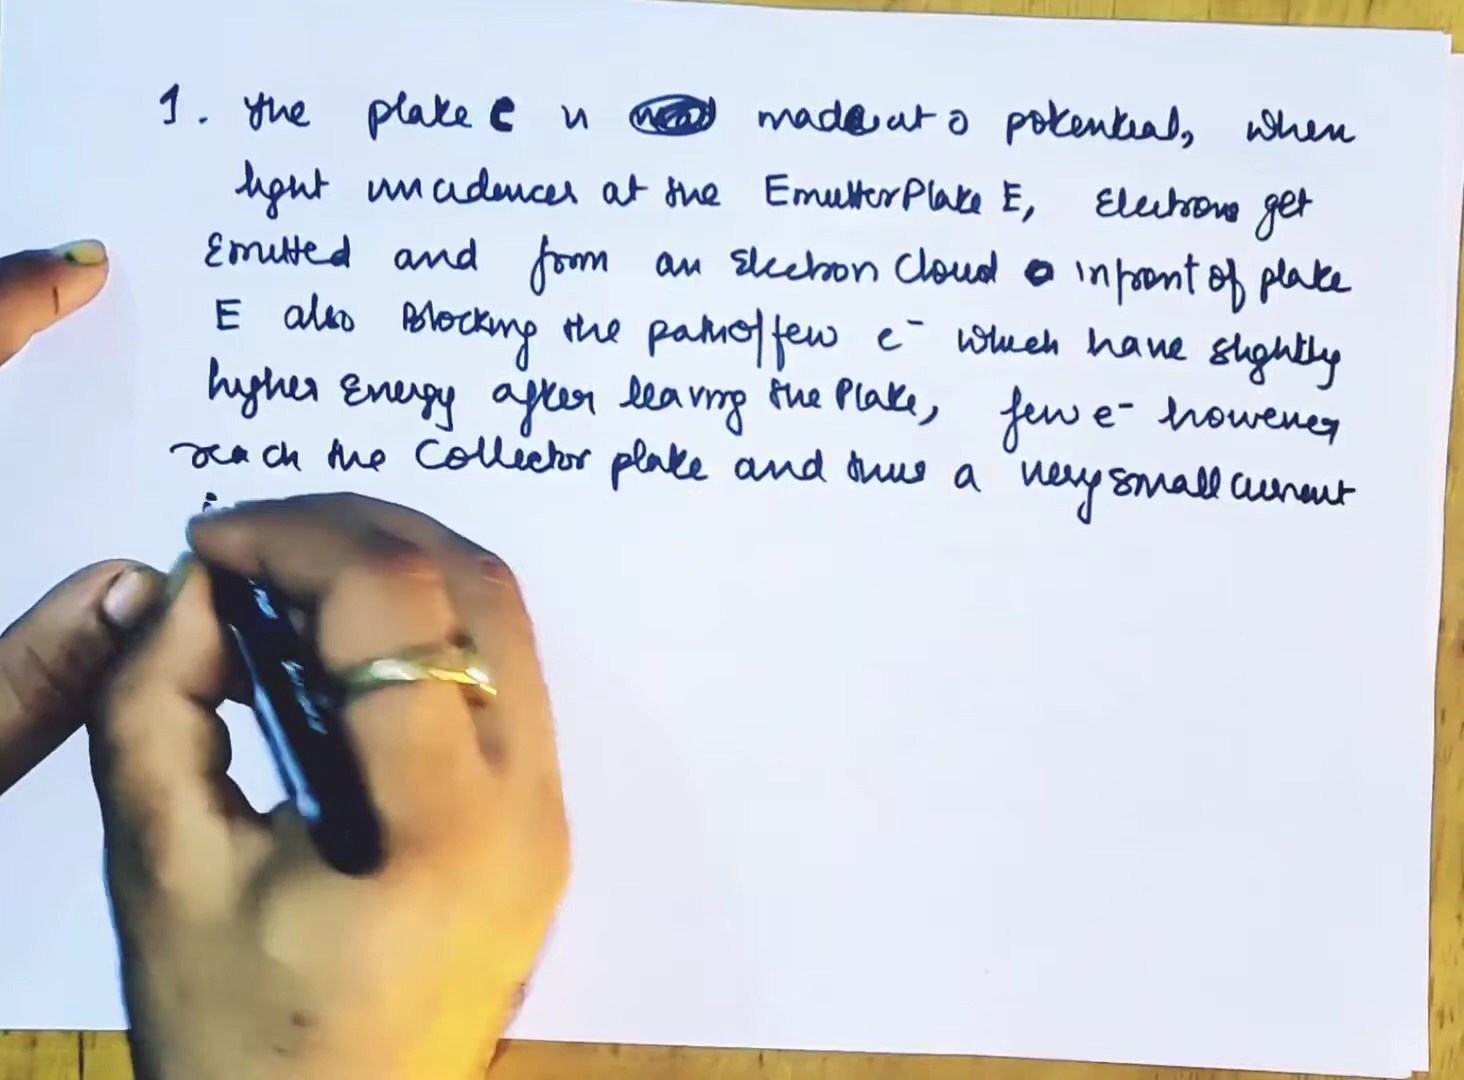 1. The plate C is made at 0 potential, when
light incidences at the Emitter Plate E, Electrons get
Emitted and form an Electron Cloud infront of plate
E also Blocking the path of few e⁻ which have slightly
higher Energy after leaving the Plate, few e⁻ however
reach the Collector plate and thus a very small current